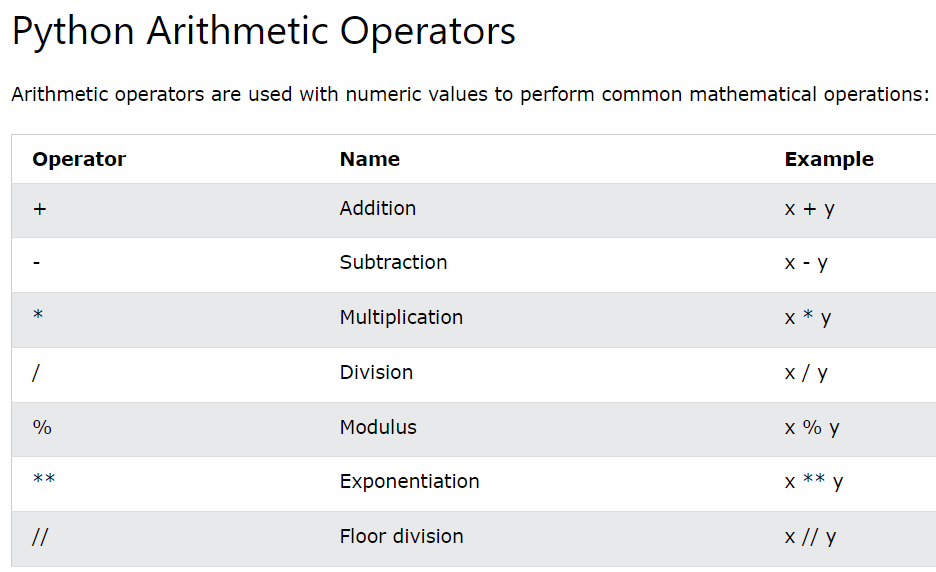 Python Arithmetic Operators
Arithmetic operators are used with numeric values to perform common mathematical operations:
Operator Name Example
+ Addition x + y
- Subtraction x - y
* Multiplication x * y
/ Division x / y
% Modulus x % y
** Exponentiation x ** y
// Floor division x // y